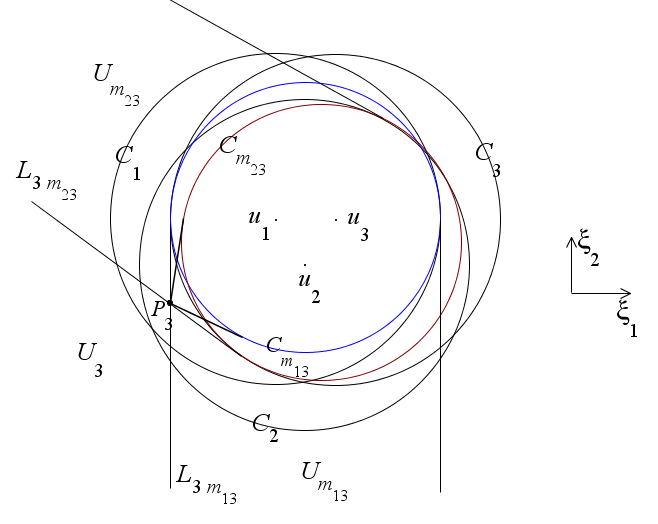 U_{m_{23}}
C_1
C_{m_{23}}
C_3
L_{3 m_{23}}
u_1
u_3
ξ_2
u_2
P_3
ξ_1
U_3
C_{m_{13}}
C_2
L_{3 m_{13}}
U_{m_{13}}